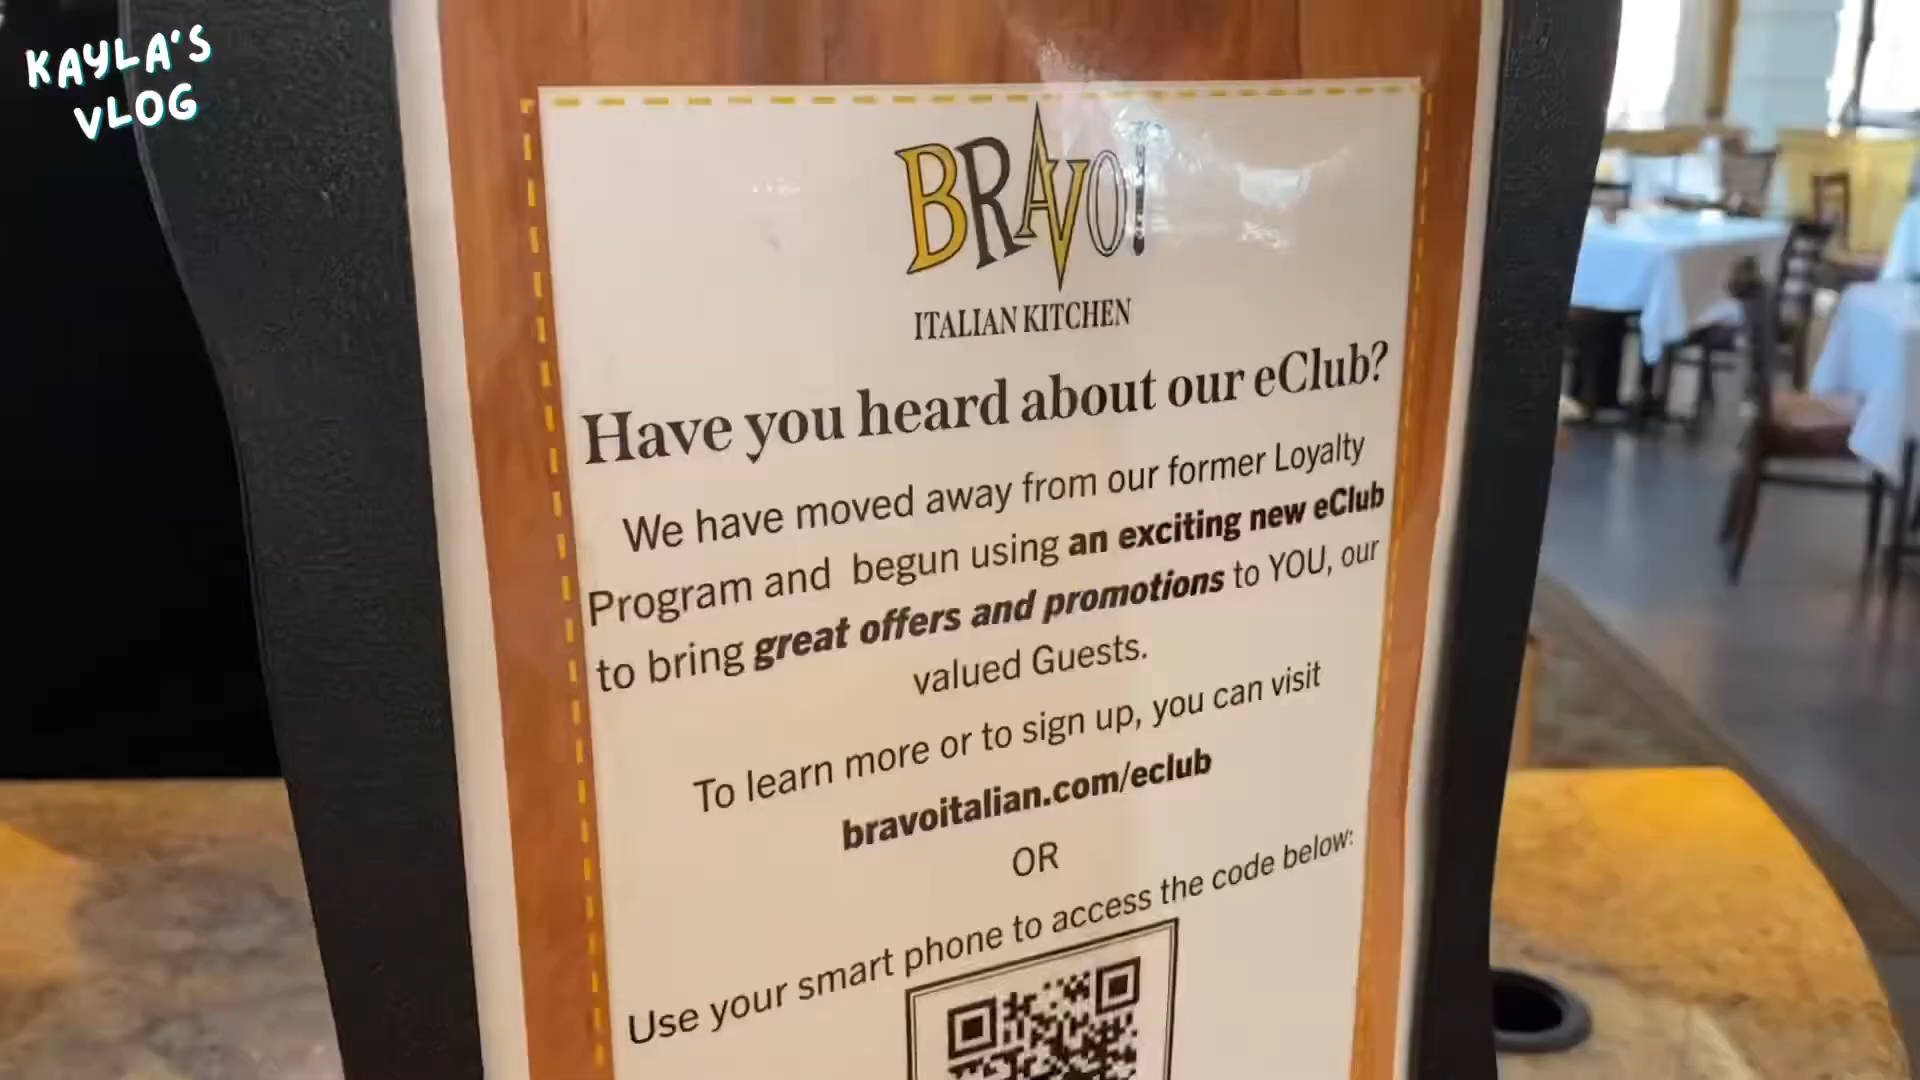 KAYLA'S
VLOG
BRAVO!
ITALIAN KITCHEN
Have you heard about our eClub?
We have moved away from our former Loyalty
Program and begun using an exciting new eClub
to bring great offers and promotions to YOU, our
valued Guests.
To learn more or to sign up, you can visit
bravoitalian.com/eclub
OR
Use your smart phone to access the code below: